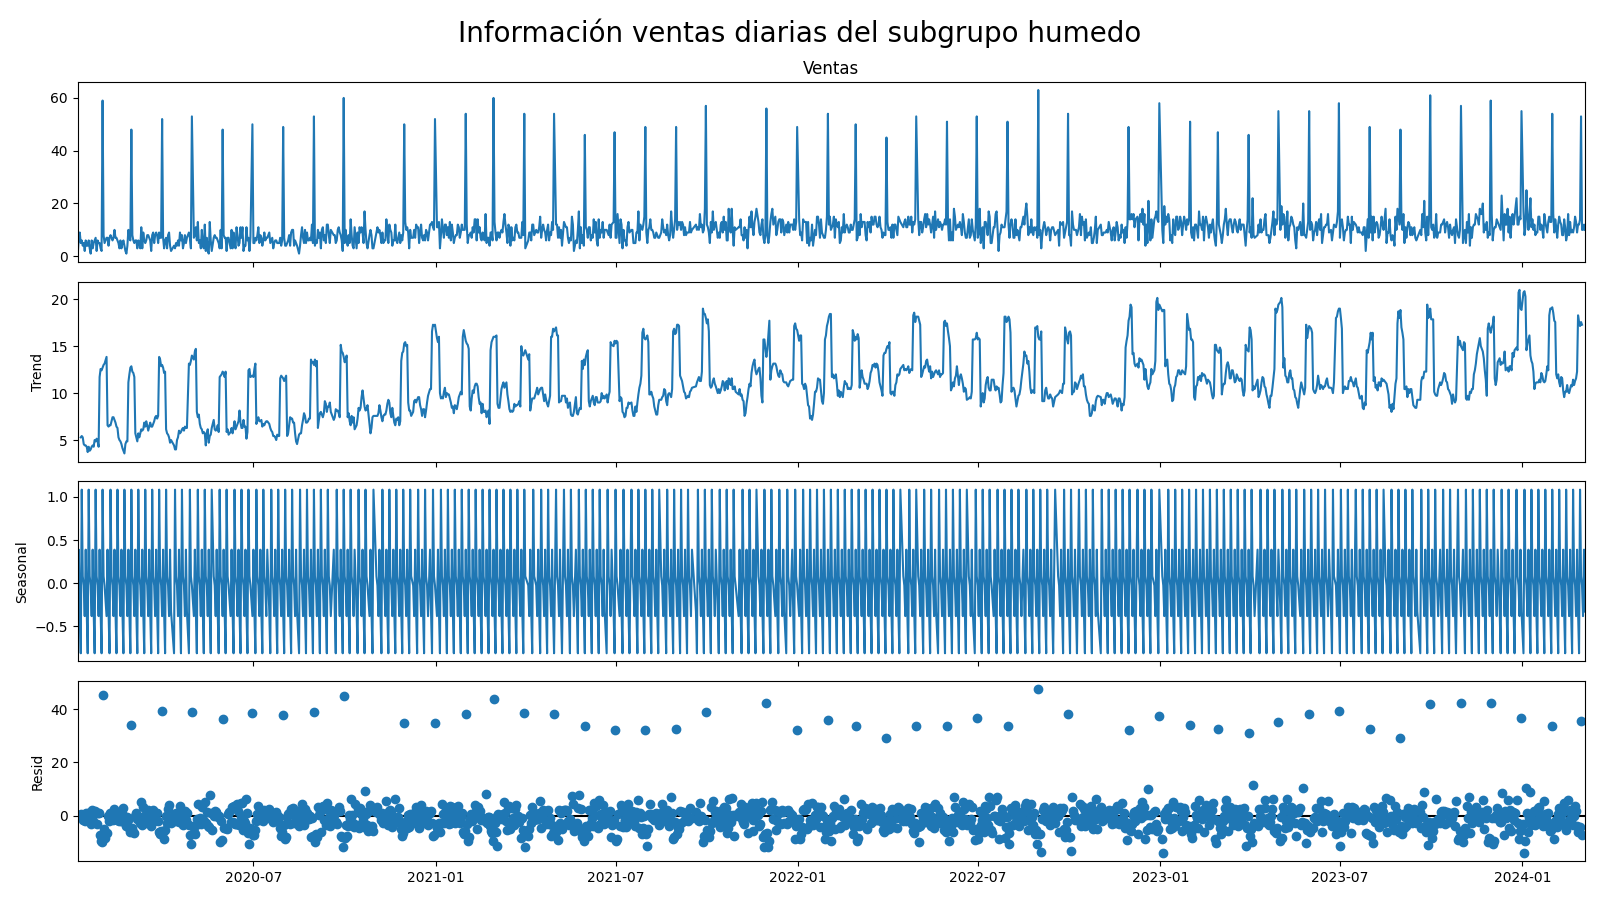 Información ventas diarias del subgrupo humedo
Ventas
60
40
20
0
Trend
20
15
10
5
Seasonal
1.0
0.5
0.0
−0.5
Resid
40
20
0
2020-07 2021-01 2021-07 2022-01 2022-07 2023-01 2023-07 2024-01